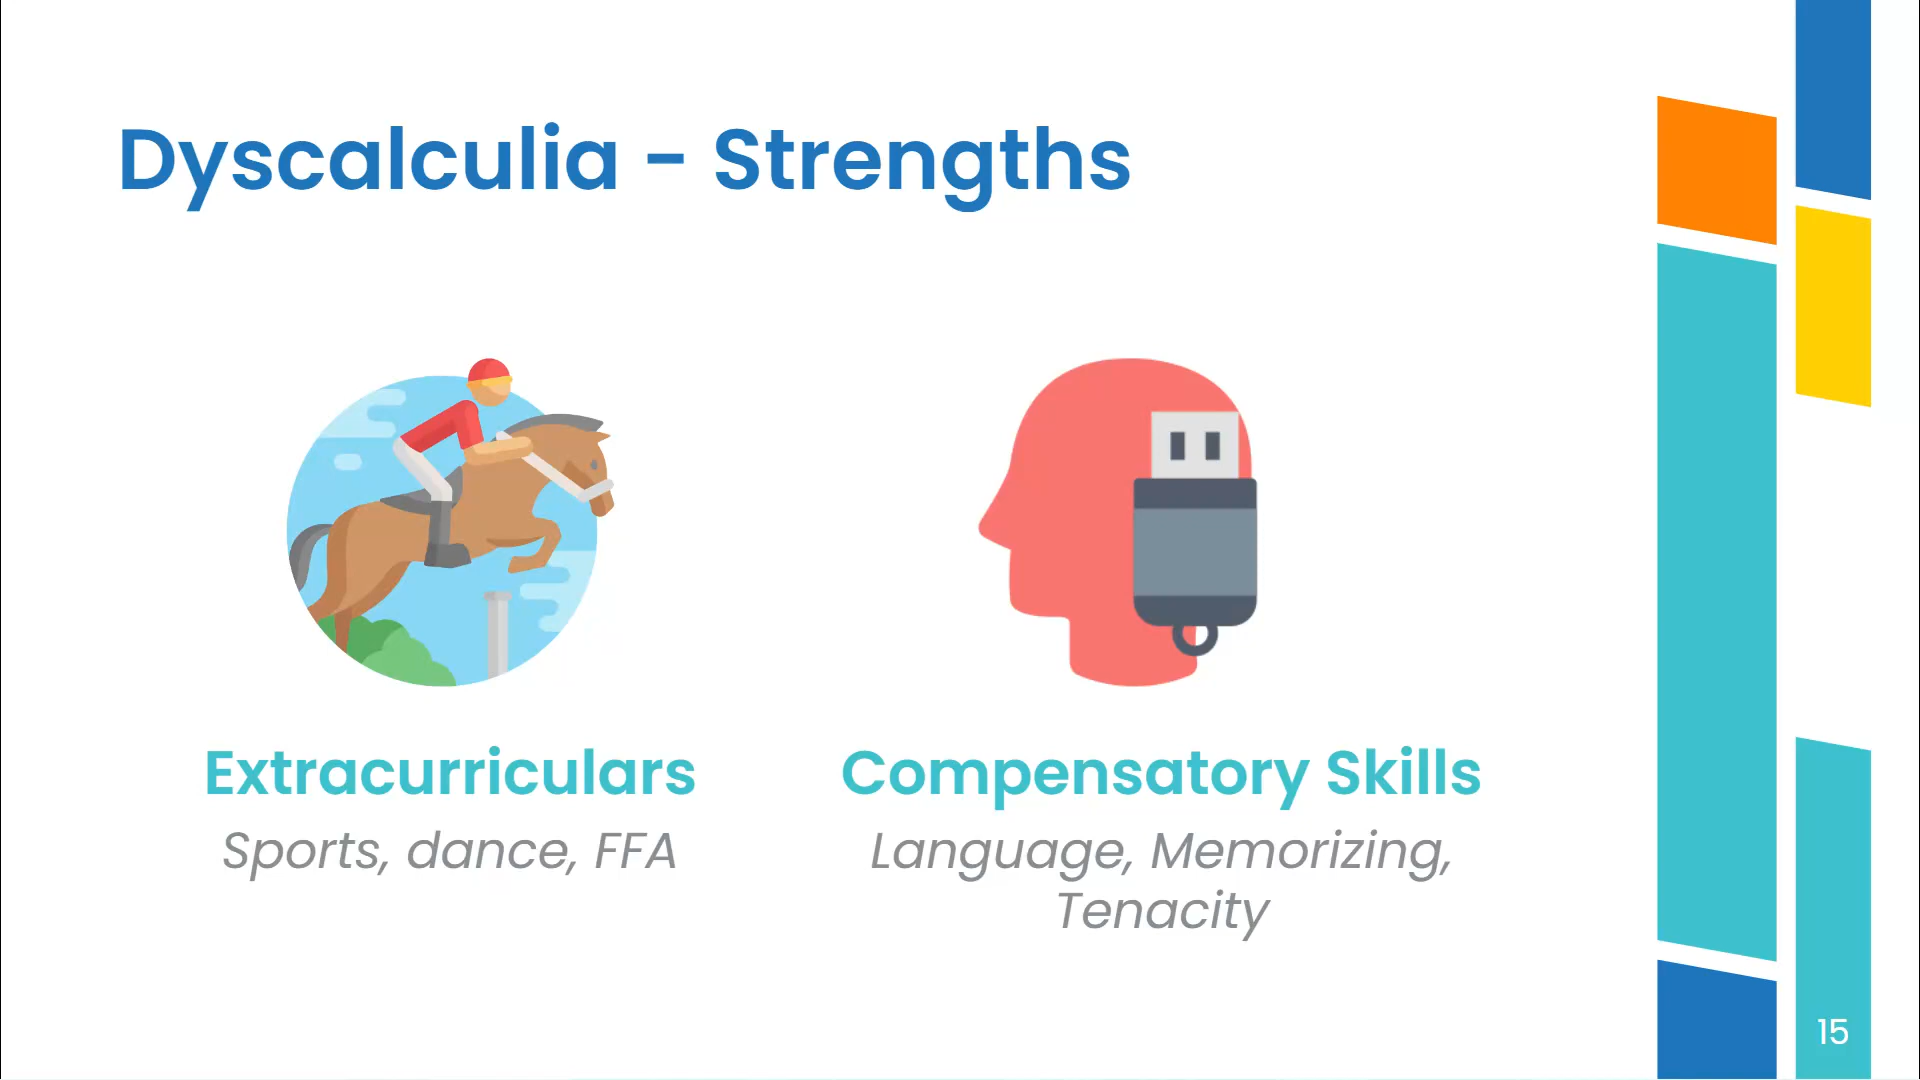 Dyscalculia - Strengths
Extracurriculars
Sports, dance, FFA
Compensatory Skills
Language, Memorizing,
Tenacity
15